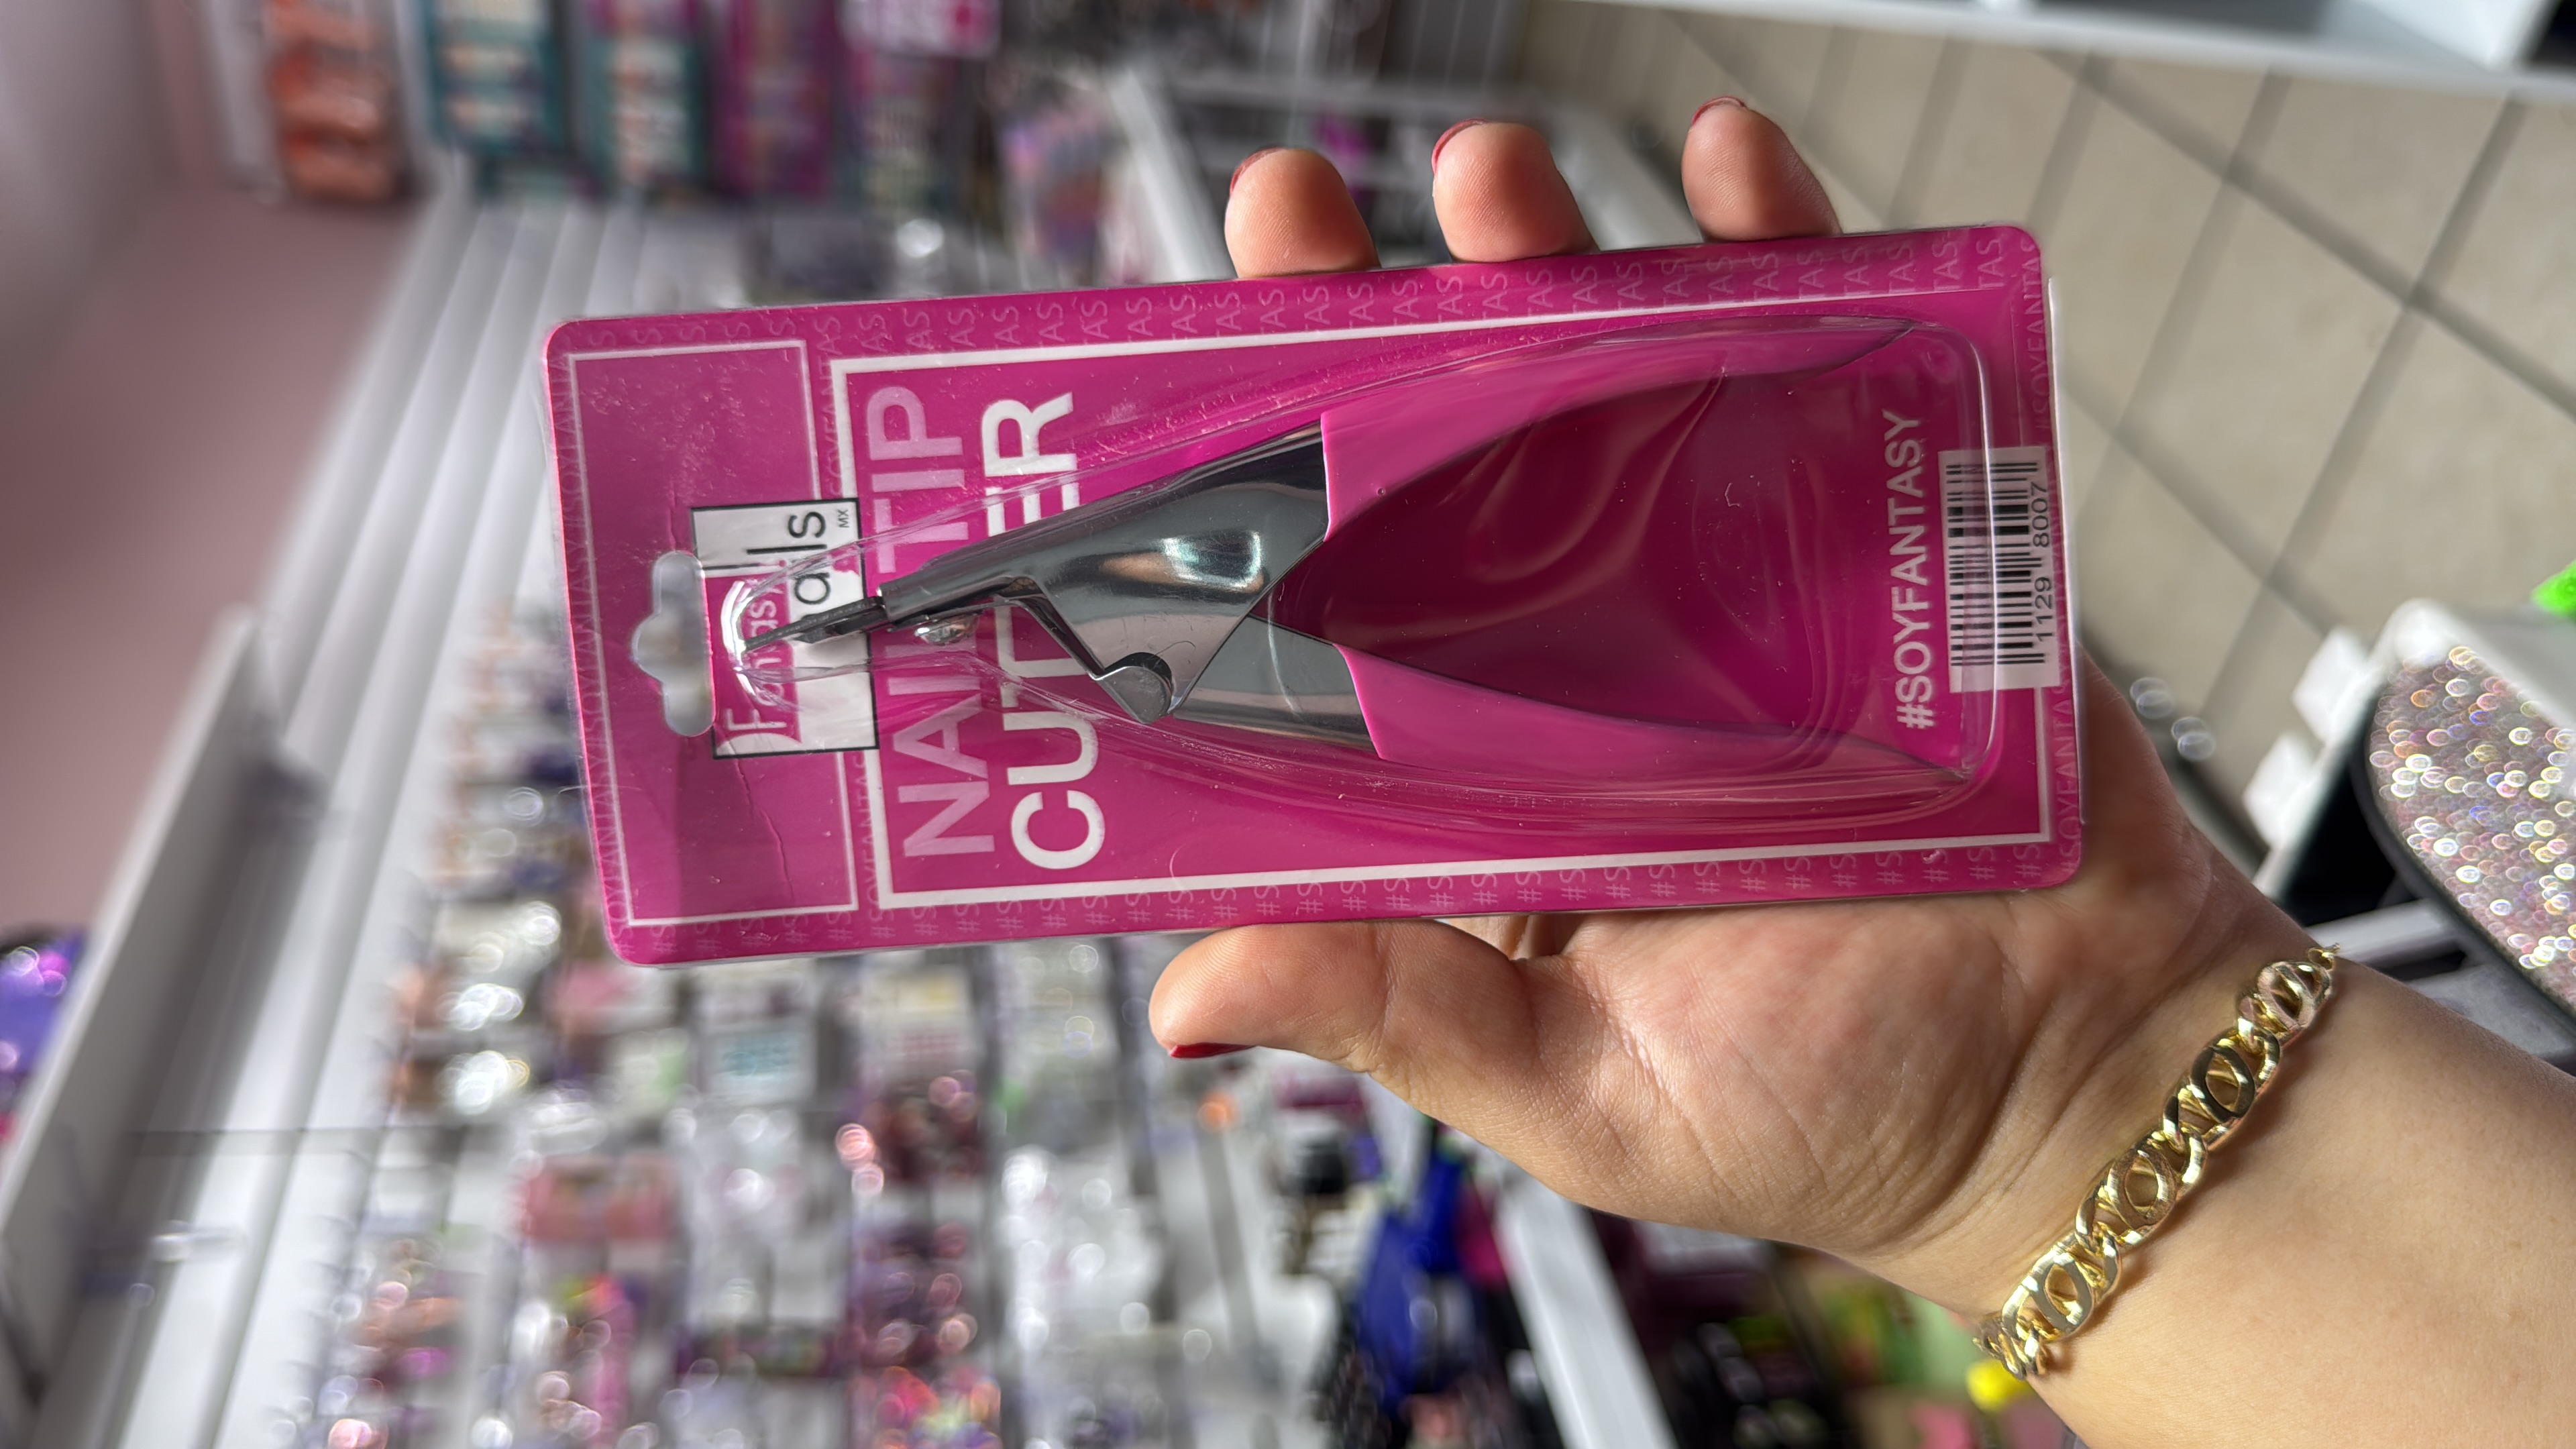 Fantasy
Nails
MX
NAIL TIP
CUTTER
#SOYFANTASY
1129 8007